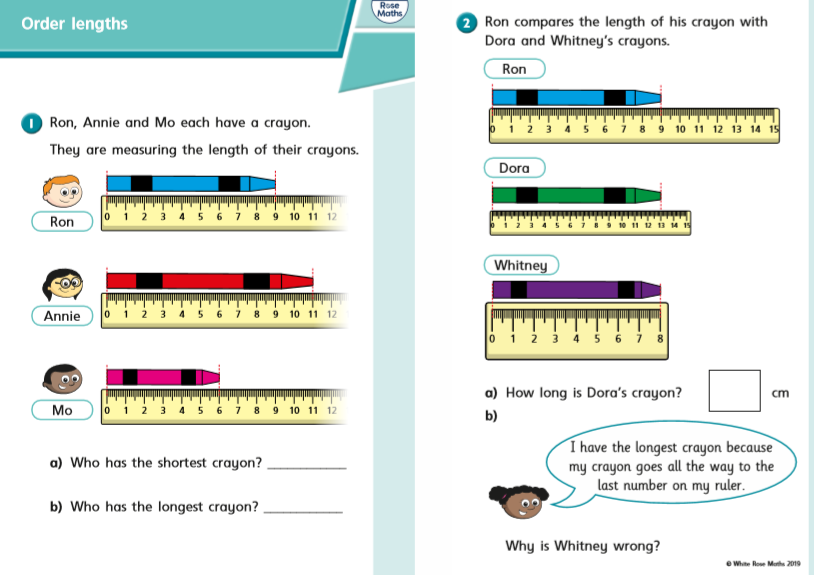 Order lengths
Rose
Maths
1 Ron, Annie and Mo each have a crayon.
They are measuring the length of their crayons.
Ron
0 1 2 3 4 5 6 7 8 9 10 11 12
Annie
0 1 2 3 4 5 6 7 8 9 10 11 12
Mo
0 1 2 3 4 5 6 7 8 9 10 11 12
a) Who has the shortest crayon? ____________
b) Who has the longest crayon? ____________
2 Ron compares the length of his crayon with
Dora and Whitney's crayons.
Ron
0 1 2 3 4 5 6 7 8 9 10 11 12 13 14 15
Dora
0 1 2 3 4 5 6 7 8 9 10 11 12 13 14 15
Whitney
0 1 2 3 4 5 6 7 8
a) How long is Dora's crayon? cm
b)
I have the longest crayon because
my crayon goes all the way to the
last number on my ruler.
Why is Whitney wrong?
© White Rose Maths 2019